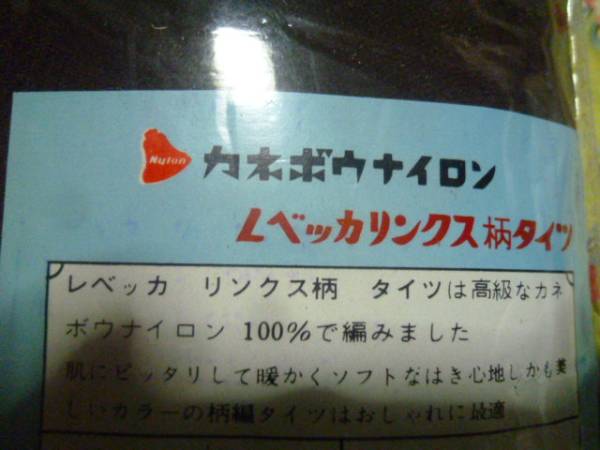 Nylon
カネボウナイロン
レベッカリンクス柄タイツ
レベッカ リンクス柄 タイツは高級なカネ
ボウナイロン 100%で編みました
肌にピッタリして暖かくソフトなはき心地しかも美
しいカラーの柄編タイツはおしゃれに最適